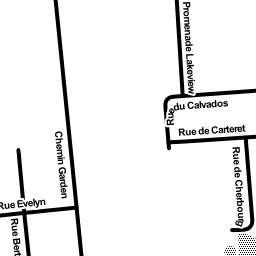 Promenade Lakeview
Rue du Calvados
Rue de Carteret
Chemin Garden
Rue de Cherbourg
Rue Evelyn
Rue Bert